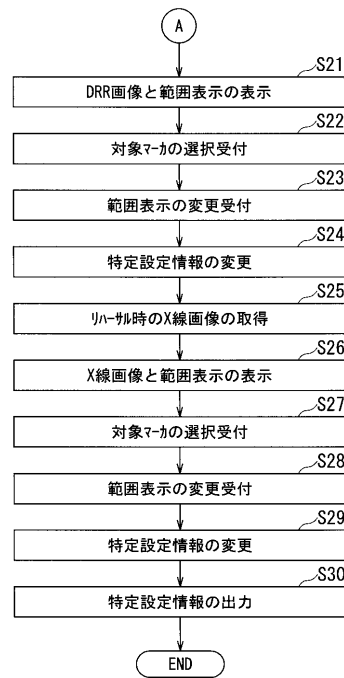 A
S21
DRR画像と範囲表示の表示
S22
対象ﾏｰｶの選択受付
S23
範囲表示の変更受付
S24
特定設定情報の変更
S25
ﾘﾊｰｻﾙ時のX線画像の取得
S26
X線画像と範囲表示の表示
S27
対象ﾏｰｶの選択受付
S28
範囲表示の変更受付
S29
特定設定情報の変更
S30
特定設定情報の出力
END